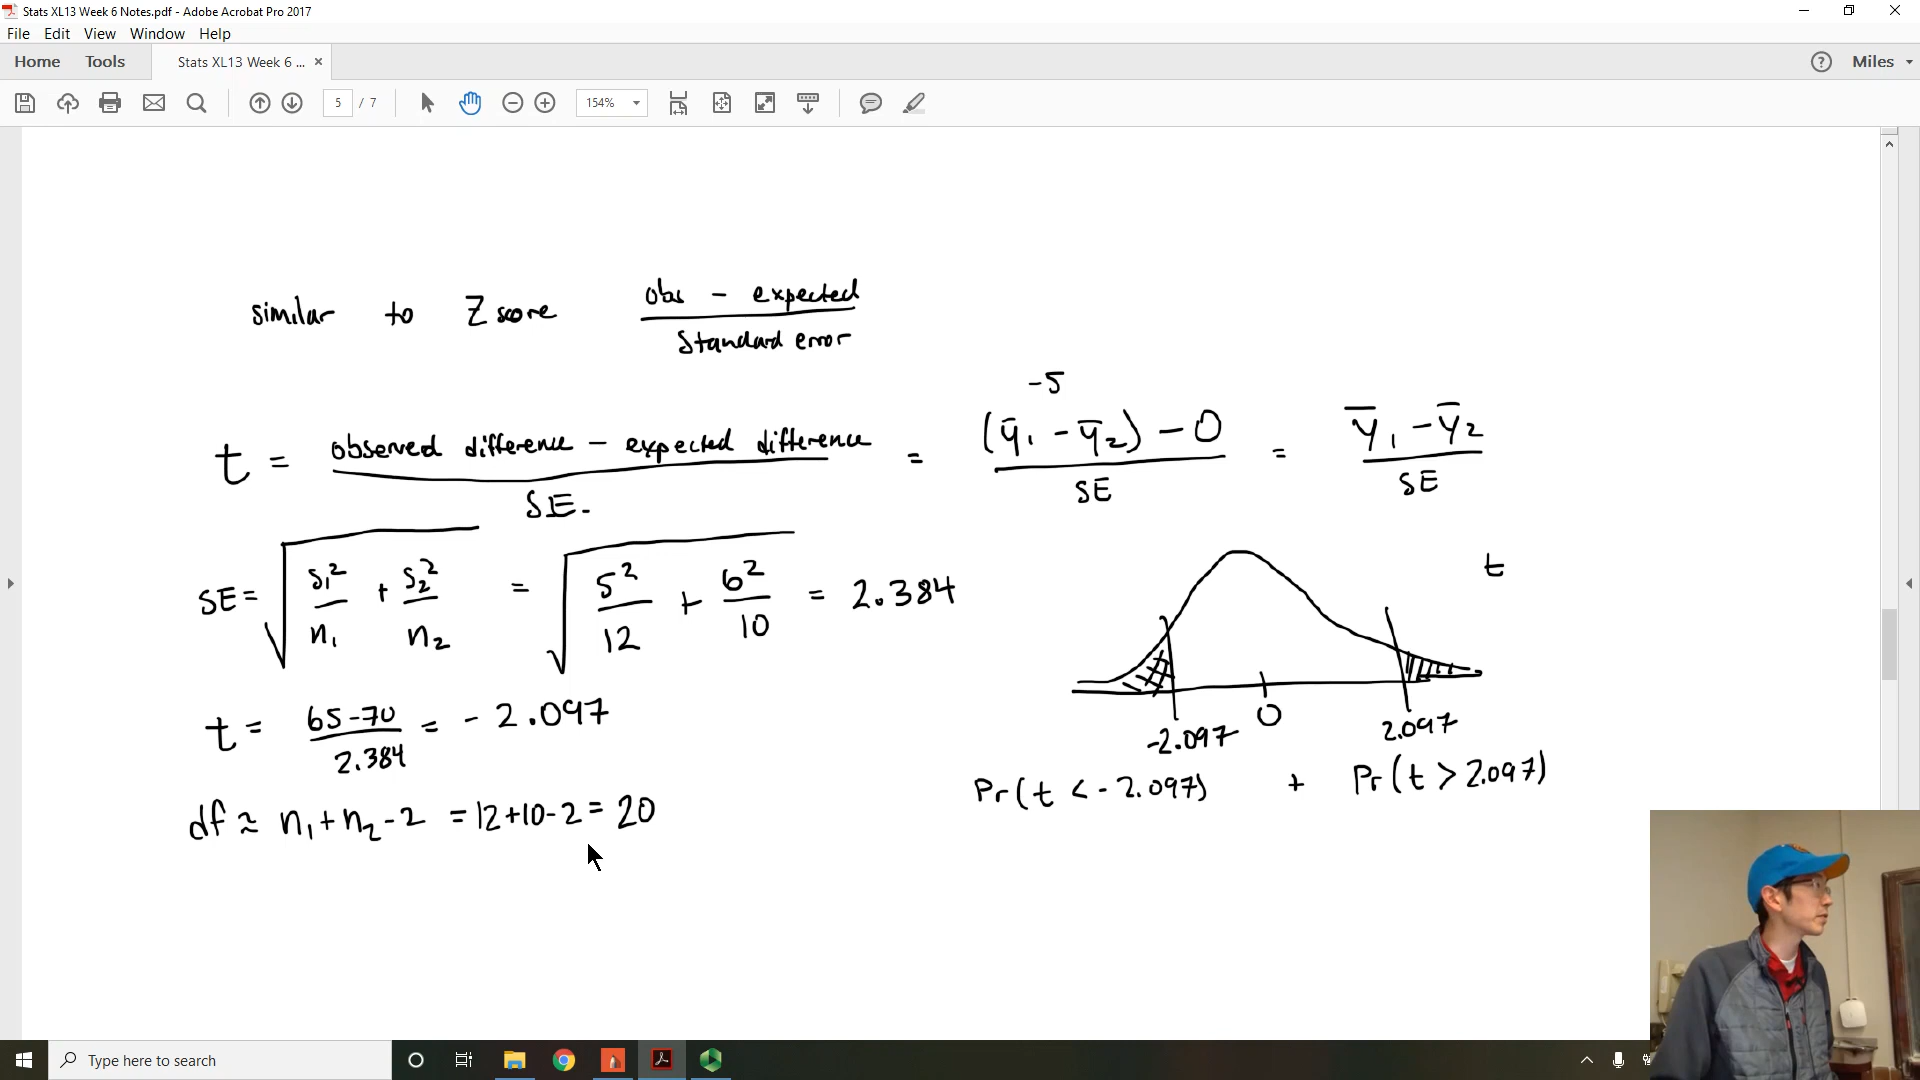 Stats XL13 Week 6 Notes.pdf - Adobe Acrobat Pro 2017
File Edit View Window Help
Home Tools Stats XL13 Week 6 ... × Miles
5 / 7 154%
similar to Z score obs - expected / Standard error
-5
t = observed difference - expected difference / SE. = (ȳ₁ - ȳ₂) - 0 / SE = ȳ₁ - ȳ₂ / SE
SE = √(s₁²/n₁ + s₂²/n₂) = √(5²/12 + 6²/10) = 2.384
t
t = 65-70 / 2.384 = - 2.097
-2.097 0 2.097
Pr(t < - 2.097) + Pr(t > 2.097)
df ≈ n₁ + n₂ - 2 = 12+10-2 = 20
Type here to search